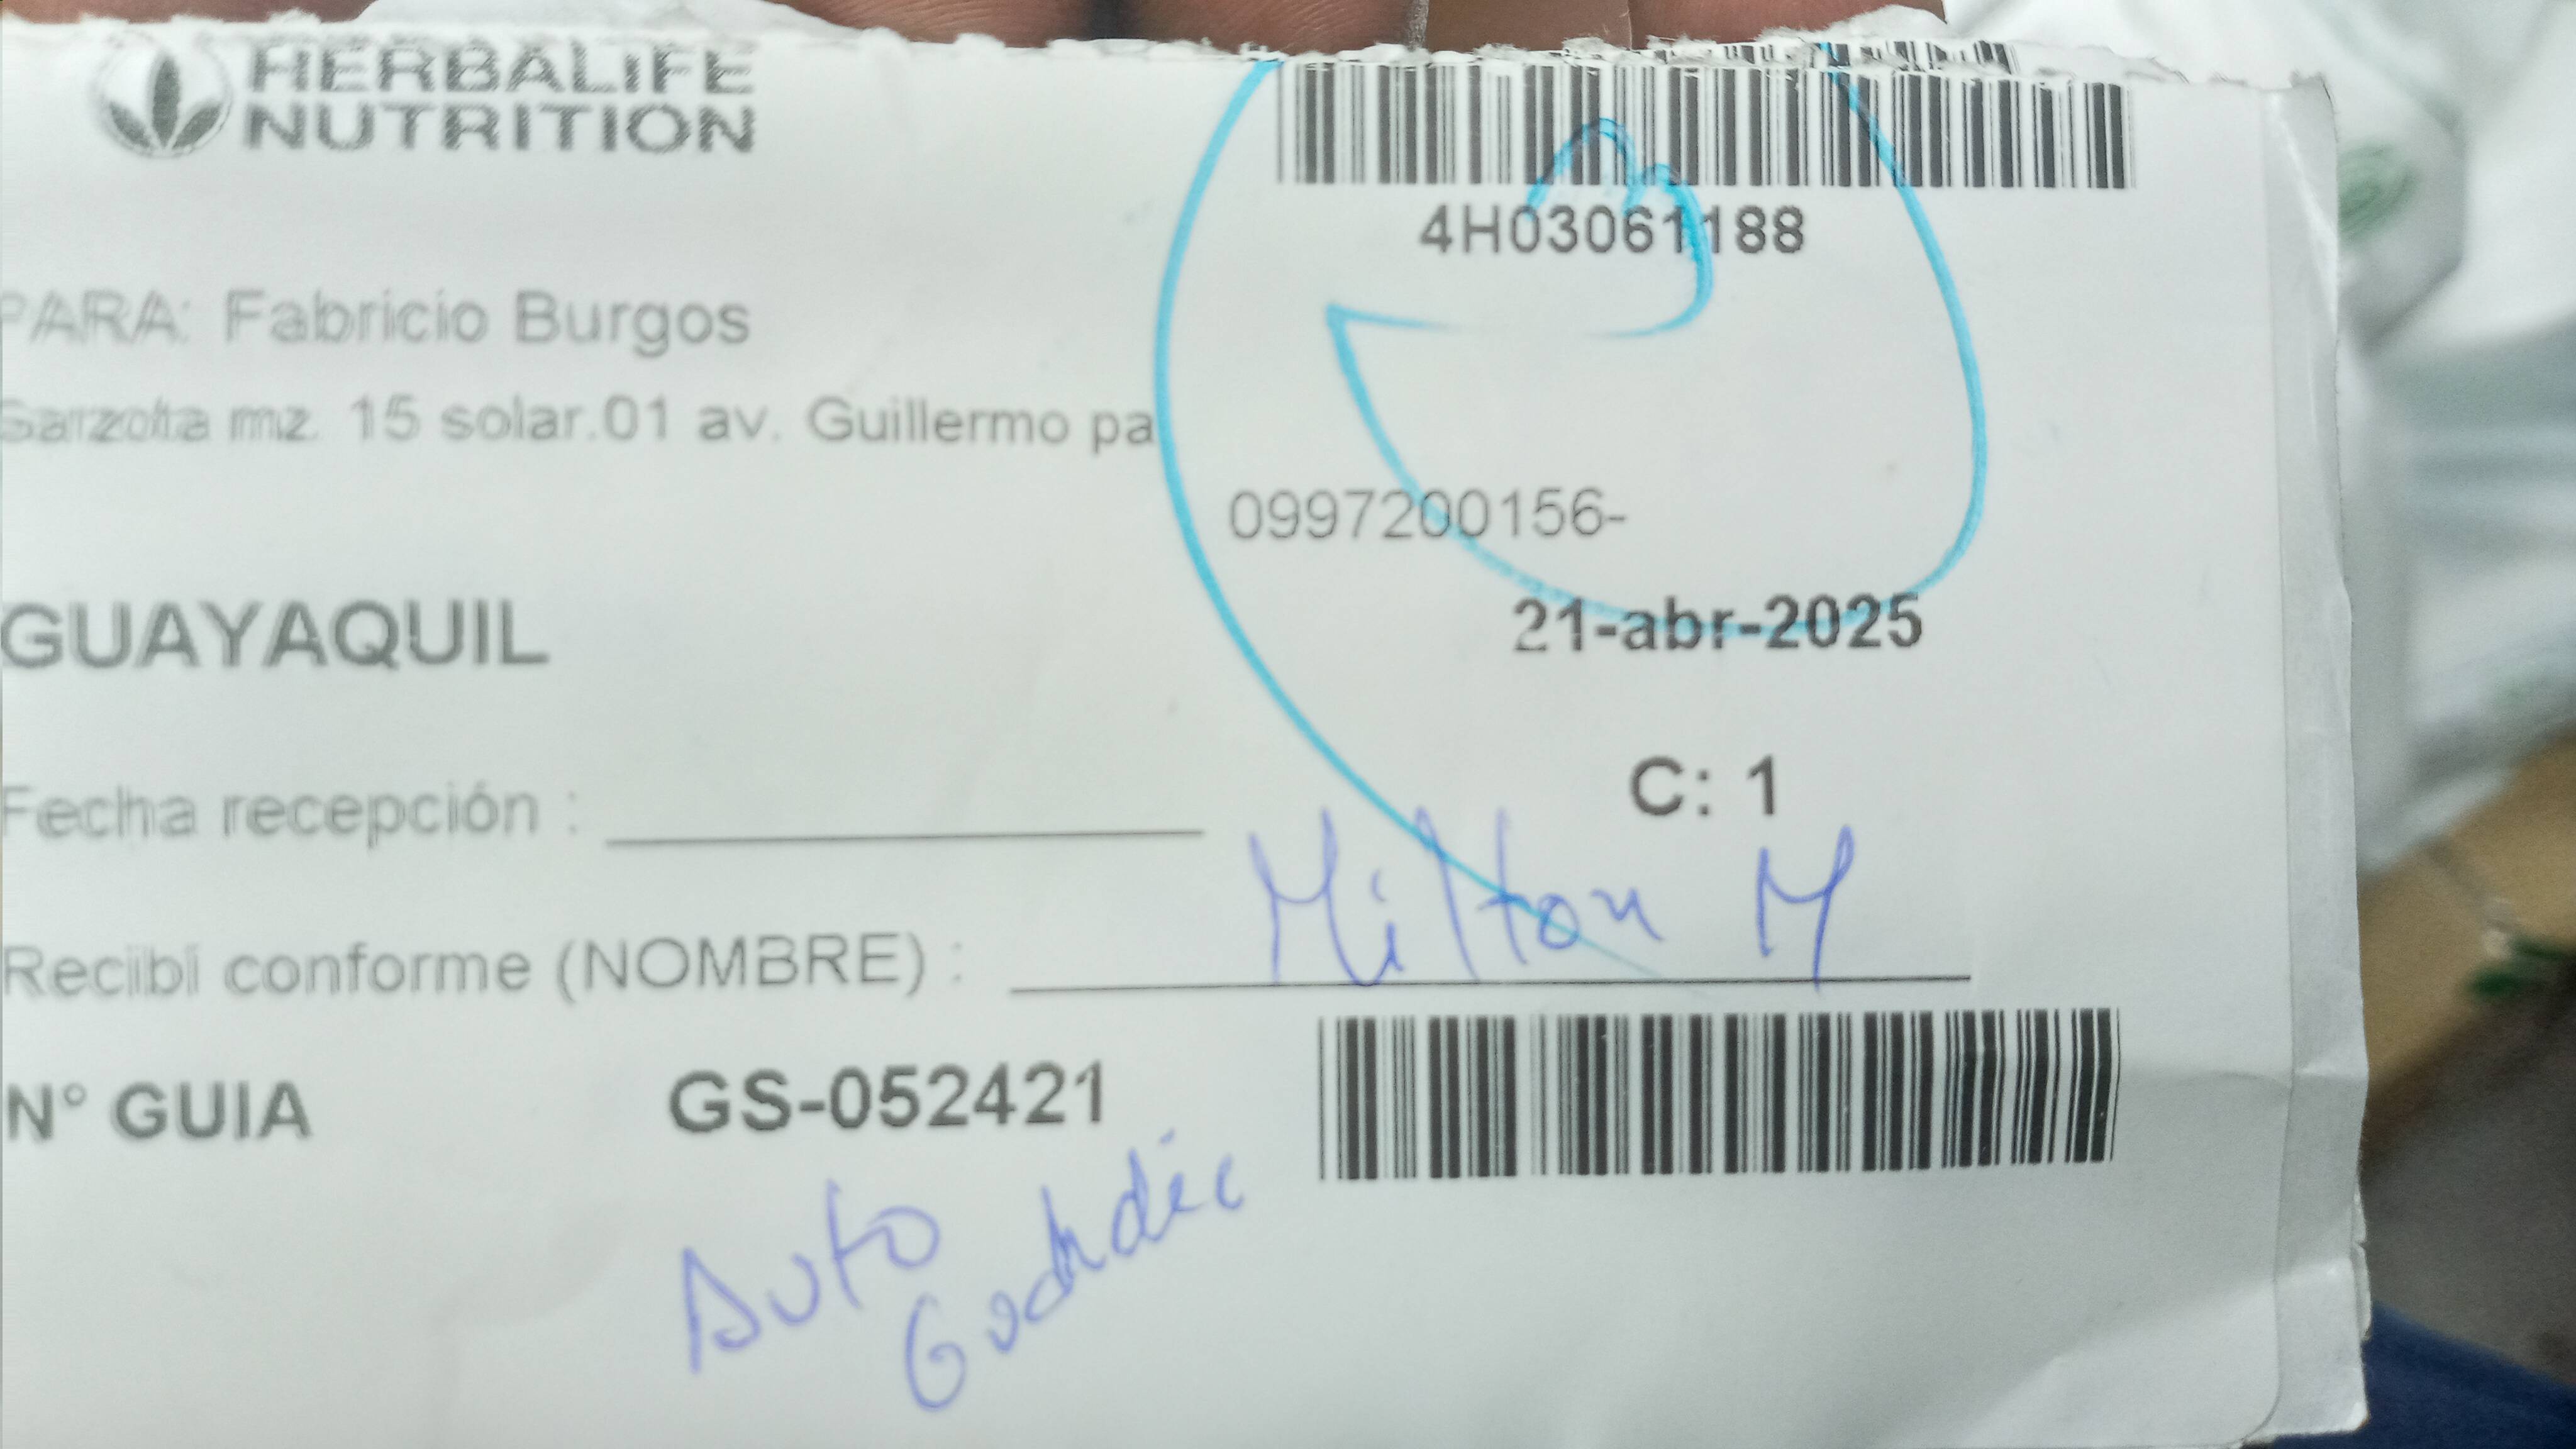 HERBALIFE
NUTRITION
4H03061188
PARA: Fabricio Burgos
Garzota mz. 15 solar.01 av. Guillermo pa
0997200156-
GUAYAQUIL
21-abr-2025
C: 1
Fecha recepción :
Recibí conforme (NOMBRE) : Milton M
N° GUIA GS-052421
Auto